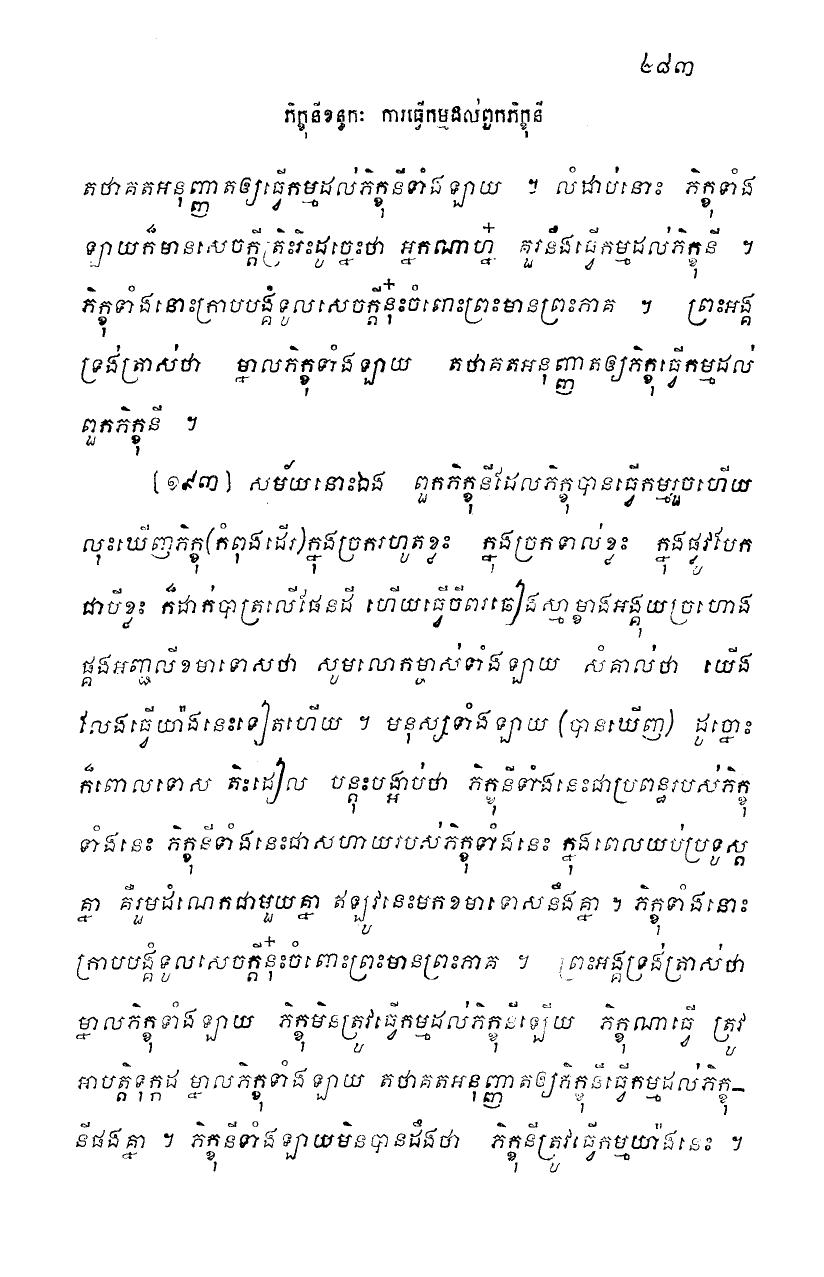 ៤៨៣
ភិក្ខុនីខន្ធកៈ ការធ្វើកម្មដល់ពួកភិក្ខុនី
តថាគតអនុញ្ញាតឲ្យធ្វើកម្មដល់ភិក្ខុនីទាំងឡាយ ។ លំដាប់នោះ ភិក្ខុទាំង
ឡាយក៏មានសេចក្តីត្រិះរិះដូច្នេះថា អ្នកណាហ្ន៎ គួរនឹងធ្វើកម្មដល់ភិក្ខុនី ។
ភិក្ខុទាំងនោះក្រាបបង្គំទូលសេចក្តីនុ៎ះចំពោះព្រះមានព្រះភាគ ។ ព្រះអង្គ
ទ្រង់ត្រាស់ថា ម្នាលភិក្ខុទាំងឡាយ តថាគតអនុញ្ញាតឲ្យភិក្ខុធ្វើកម្មដល់
ពួកភិក្ខុនី ។
[១៩៣] សម័យនោះឯង ពួកភិក្ខុនីដែលភិក្ខុបានធ្វើកម្មរួចហើយ
លុះឃើញភិក្ខុ(កំពុងដើរ)ក្នុងច្រករហូតខ្លះ ក្នុងច្រកទាល់ខ្លះ ក្នុងផ្លូវបែក
ជាបីខ្លះ ក៏ដាក់បាត្រលើផែនដី ហើយធ្វើចីពរឆៀងស្មាម្ខាងអង្គុយច្រហោង
ផ្គងអញ្ជលីខមាទោសថា សូមលោកម្ចាស់ទាំងឡាយ សំគាល់ថា យើង
វែលងធ្វើយ៉ាងនេះទៀតហើយ ។ មនុស្សទាំងឡាយ (បានឃើញ) ដូច្នោះ
ក៏ពោលទោស តិះដៀល បន្តុះបង្អាប់ថា ភិក្ខុនីទាំងនេះជាប្រពន្ធរបស់ភិក្ខុ
ទាំងនេះ ភិក្ខុនីទាំងនេះជាសហាយរបស់ភិក្ខុទាំងនេះ ក្នុងពេលយប់ប្រទូស្ត
គ្នា គឺរួមដំណេកជាមួយគ្នា ឥឡូវនេះមកខមាទោសនឹងគ្នា ។ ភិក្ខុទាំងនោះ
ក្រាបបង្គំទូលសេចក្តីនុ៎ះចំពោះព្រះមានព្រះភាគ ។ ព្រះអង្គទ្រង់ត្រាស់ថា
ម្នាលភិក្ខុទាំងឡាយ ភិក្ខុមិនត្រូវធ្វើកម្មដល់ភិក្ខុនីឡើយ ភិក្ខុណាធ្វើ ត្រូវ
អាបត្តិទុក្កដ ម្នាលភិក្ខុទាំងឡាយ តថាគតអនុញ្ញាតឲ្យភិក្ខុនីធ្វើកម្មដល់ភិក្ខុ-
នីផងគ្នា ។ ភិក្ខុនីទាំងឡាយមិនបានដឹងថា ភិក្ខុនីត្រូវធ្វើកម្មយ៉ាងនេះ ។